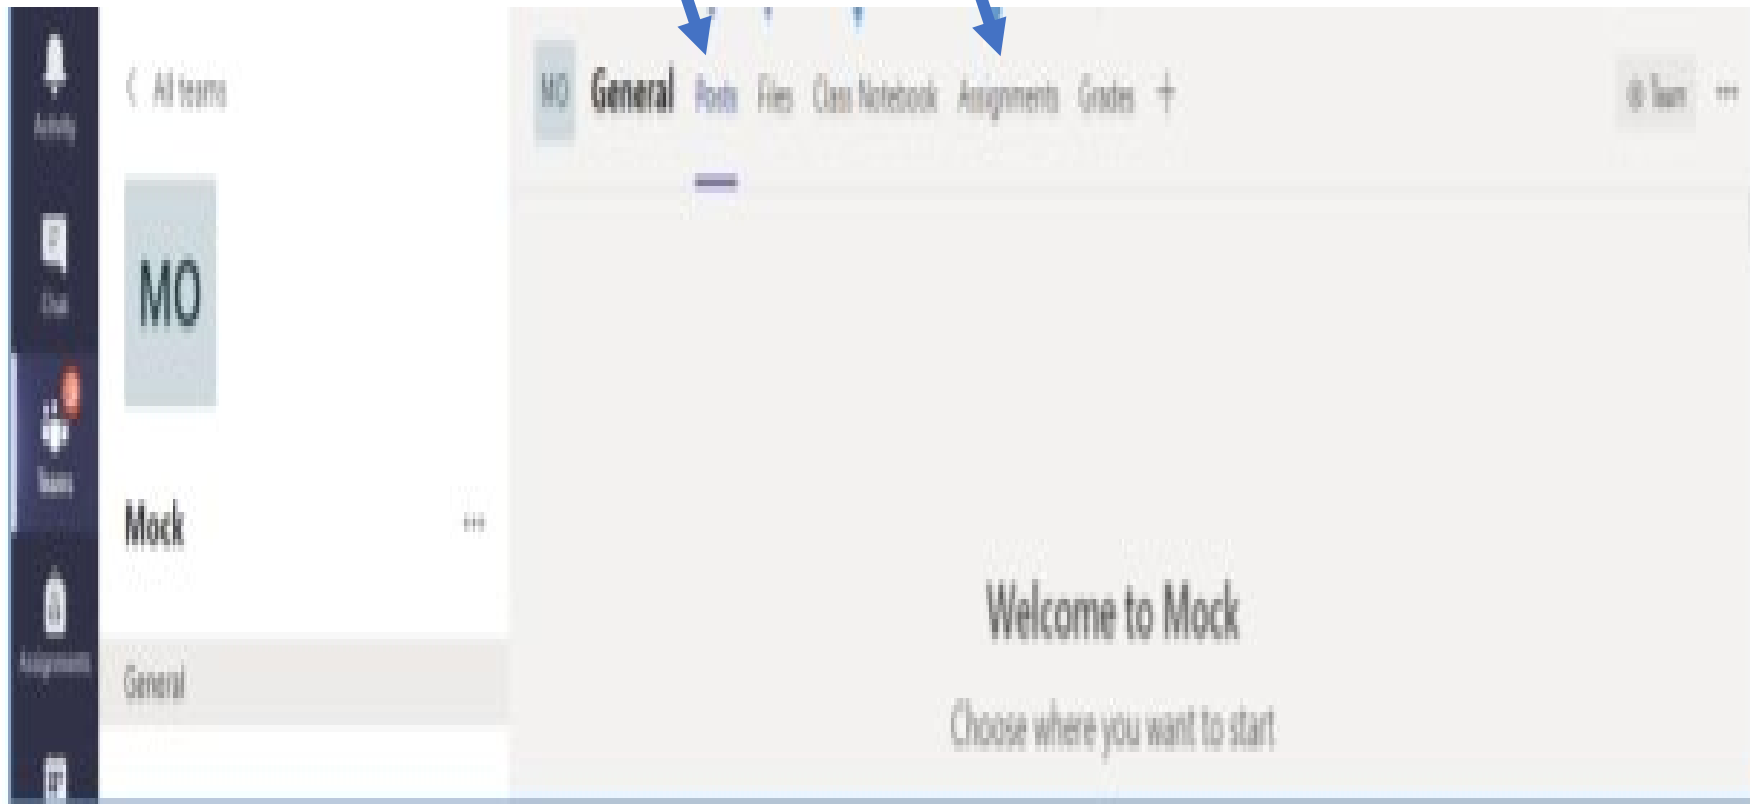 Activity
Chat
Teams
Assignments
All teams
MO
Mock
General
MO General Posts Files Class Notebook Assignments Grades +
Team
Welcome to Mock
Choose where you want to start